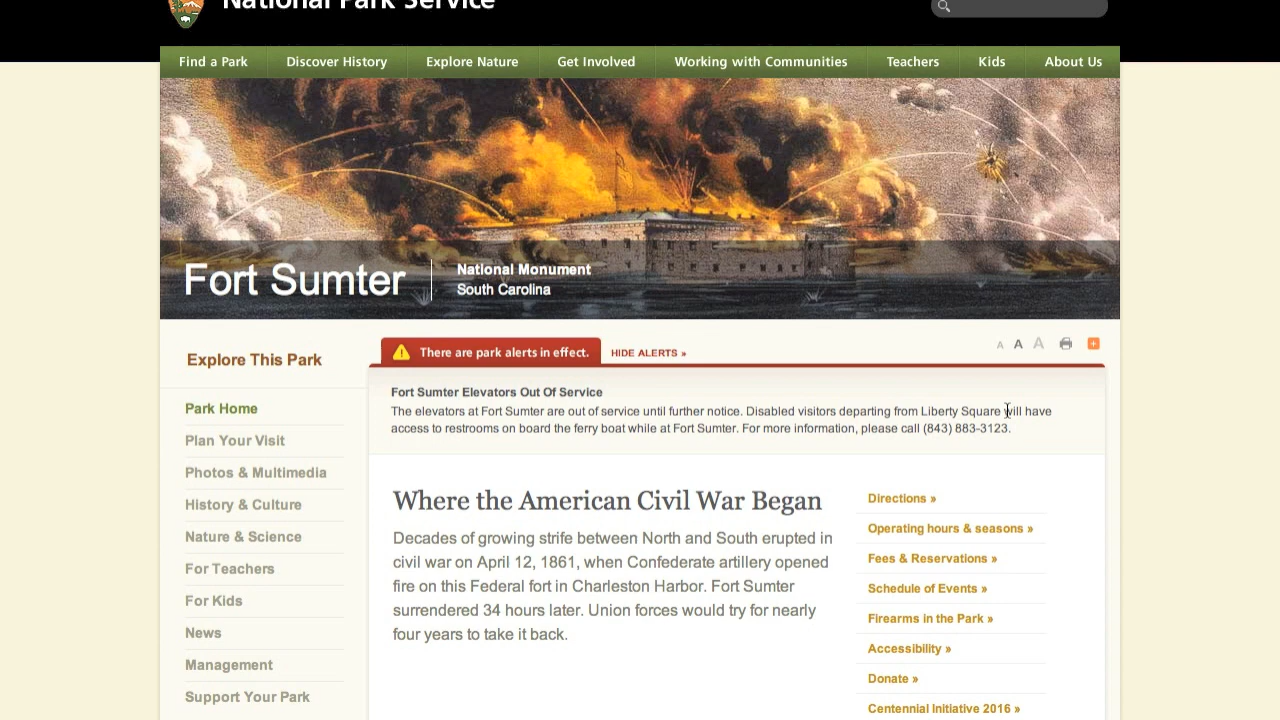 National Park Service
Find a Park
Discover History
Explore Nature
Get Involved
Working with Communities
Teachers
Kids
About Us
Fort Sumter
National Monument
South Carolina
Explore This Park
Park Home
Plan Your Visit
Photos & Multimedia
History & Culture
Nature & Science
For Teachers
For Kids
News
Management
Support Your Park
There are park alerts in effect.
HIDE ALERTS »
A A A
Fort Sumter Elevators Out Of Service
The elevators at Fort Sumter are out of service until further notice. Disabled visitors departing from Liberty Square will have
access to restrooms on board the ferry boat while at Fort Sumter. For more information, please call (843) 883-3123.
Where the American Civil War Began
Decades of growing strife between North and South erupted in
civil war on April 12, 1861, when Confederate artillery opened
fire on this Federal fort in Charleston Harbor. Fort Sumter
surrendered 34 hours later. Union forces would try for nearly
four years to take it back.
Directions »
Operating hours & seasons »
Fees & Reservations »
Schedule of Events »
Firearms in the Park »
Accessibility »
Donate »
Centennial Initiative 2016 »